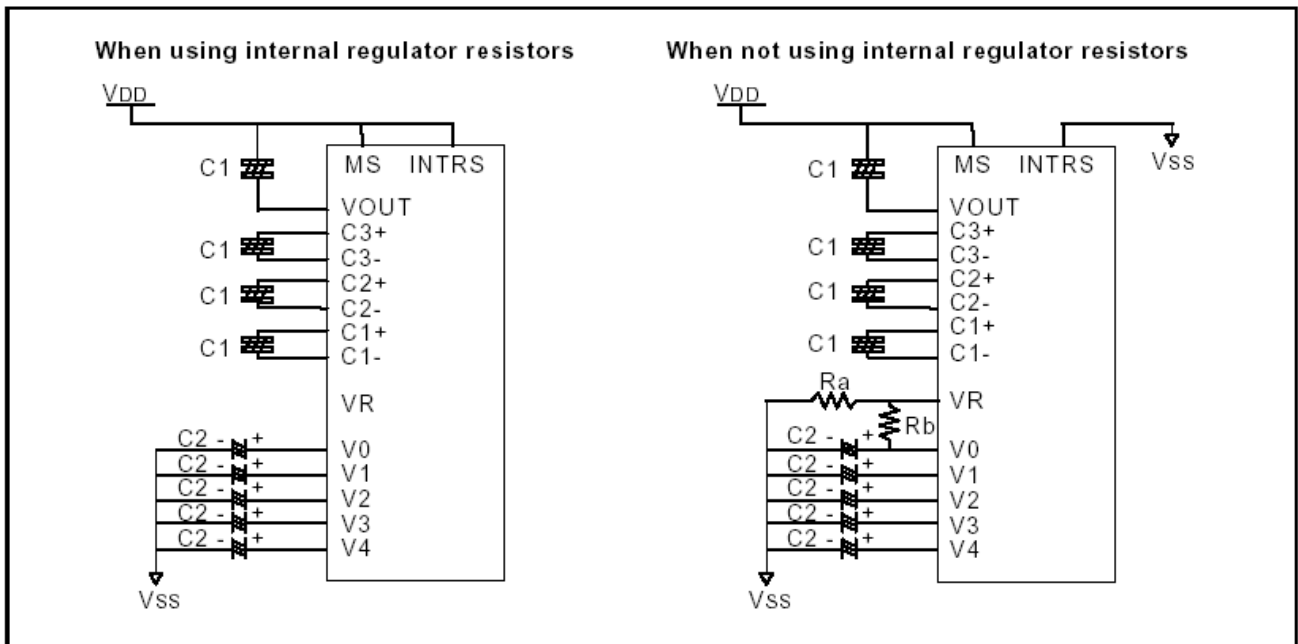 When using internal regulator resistors
VDD
C1
MS INTRS
VOUT
C3+
C1
C3-
C2+
C1
C2-
C1+
C1
C1-
VR
C2 - + V0
C2 - + V1
C2 - + V2
C2 - + V3
C2 - + V4
Vss
When not using internal regulator resistors
VDD
C1
MS INTRS
Vss
VOUT
C3+
C1
C3-
C2+
C1
C2-
C1+
C1
C1-
Ra
VR
Rb
C2 - + V0
C2 - + V1
C2 - + V2
C2 - + V3
C2 - + V4
Vss